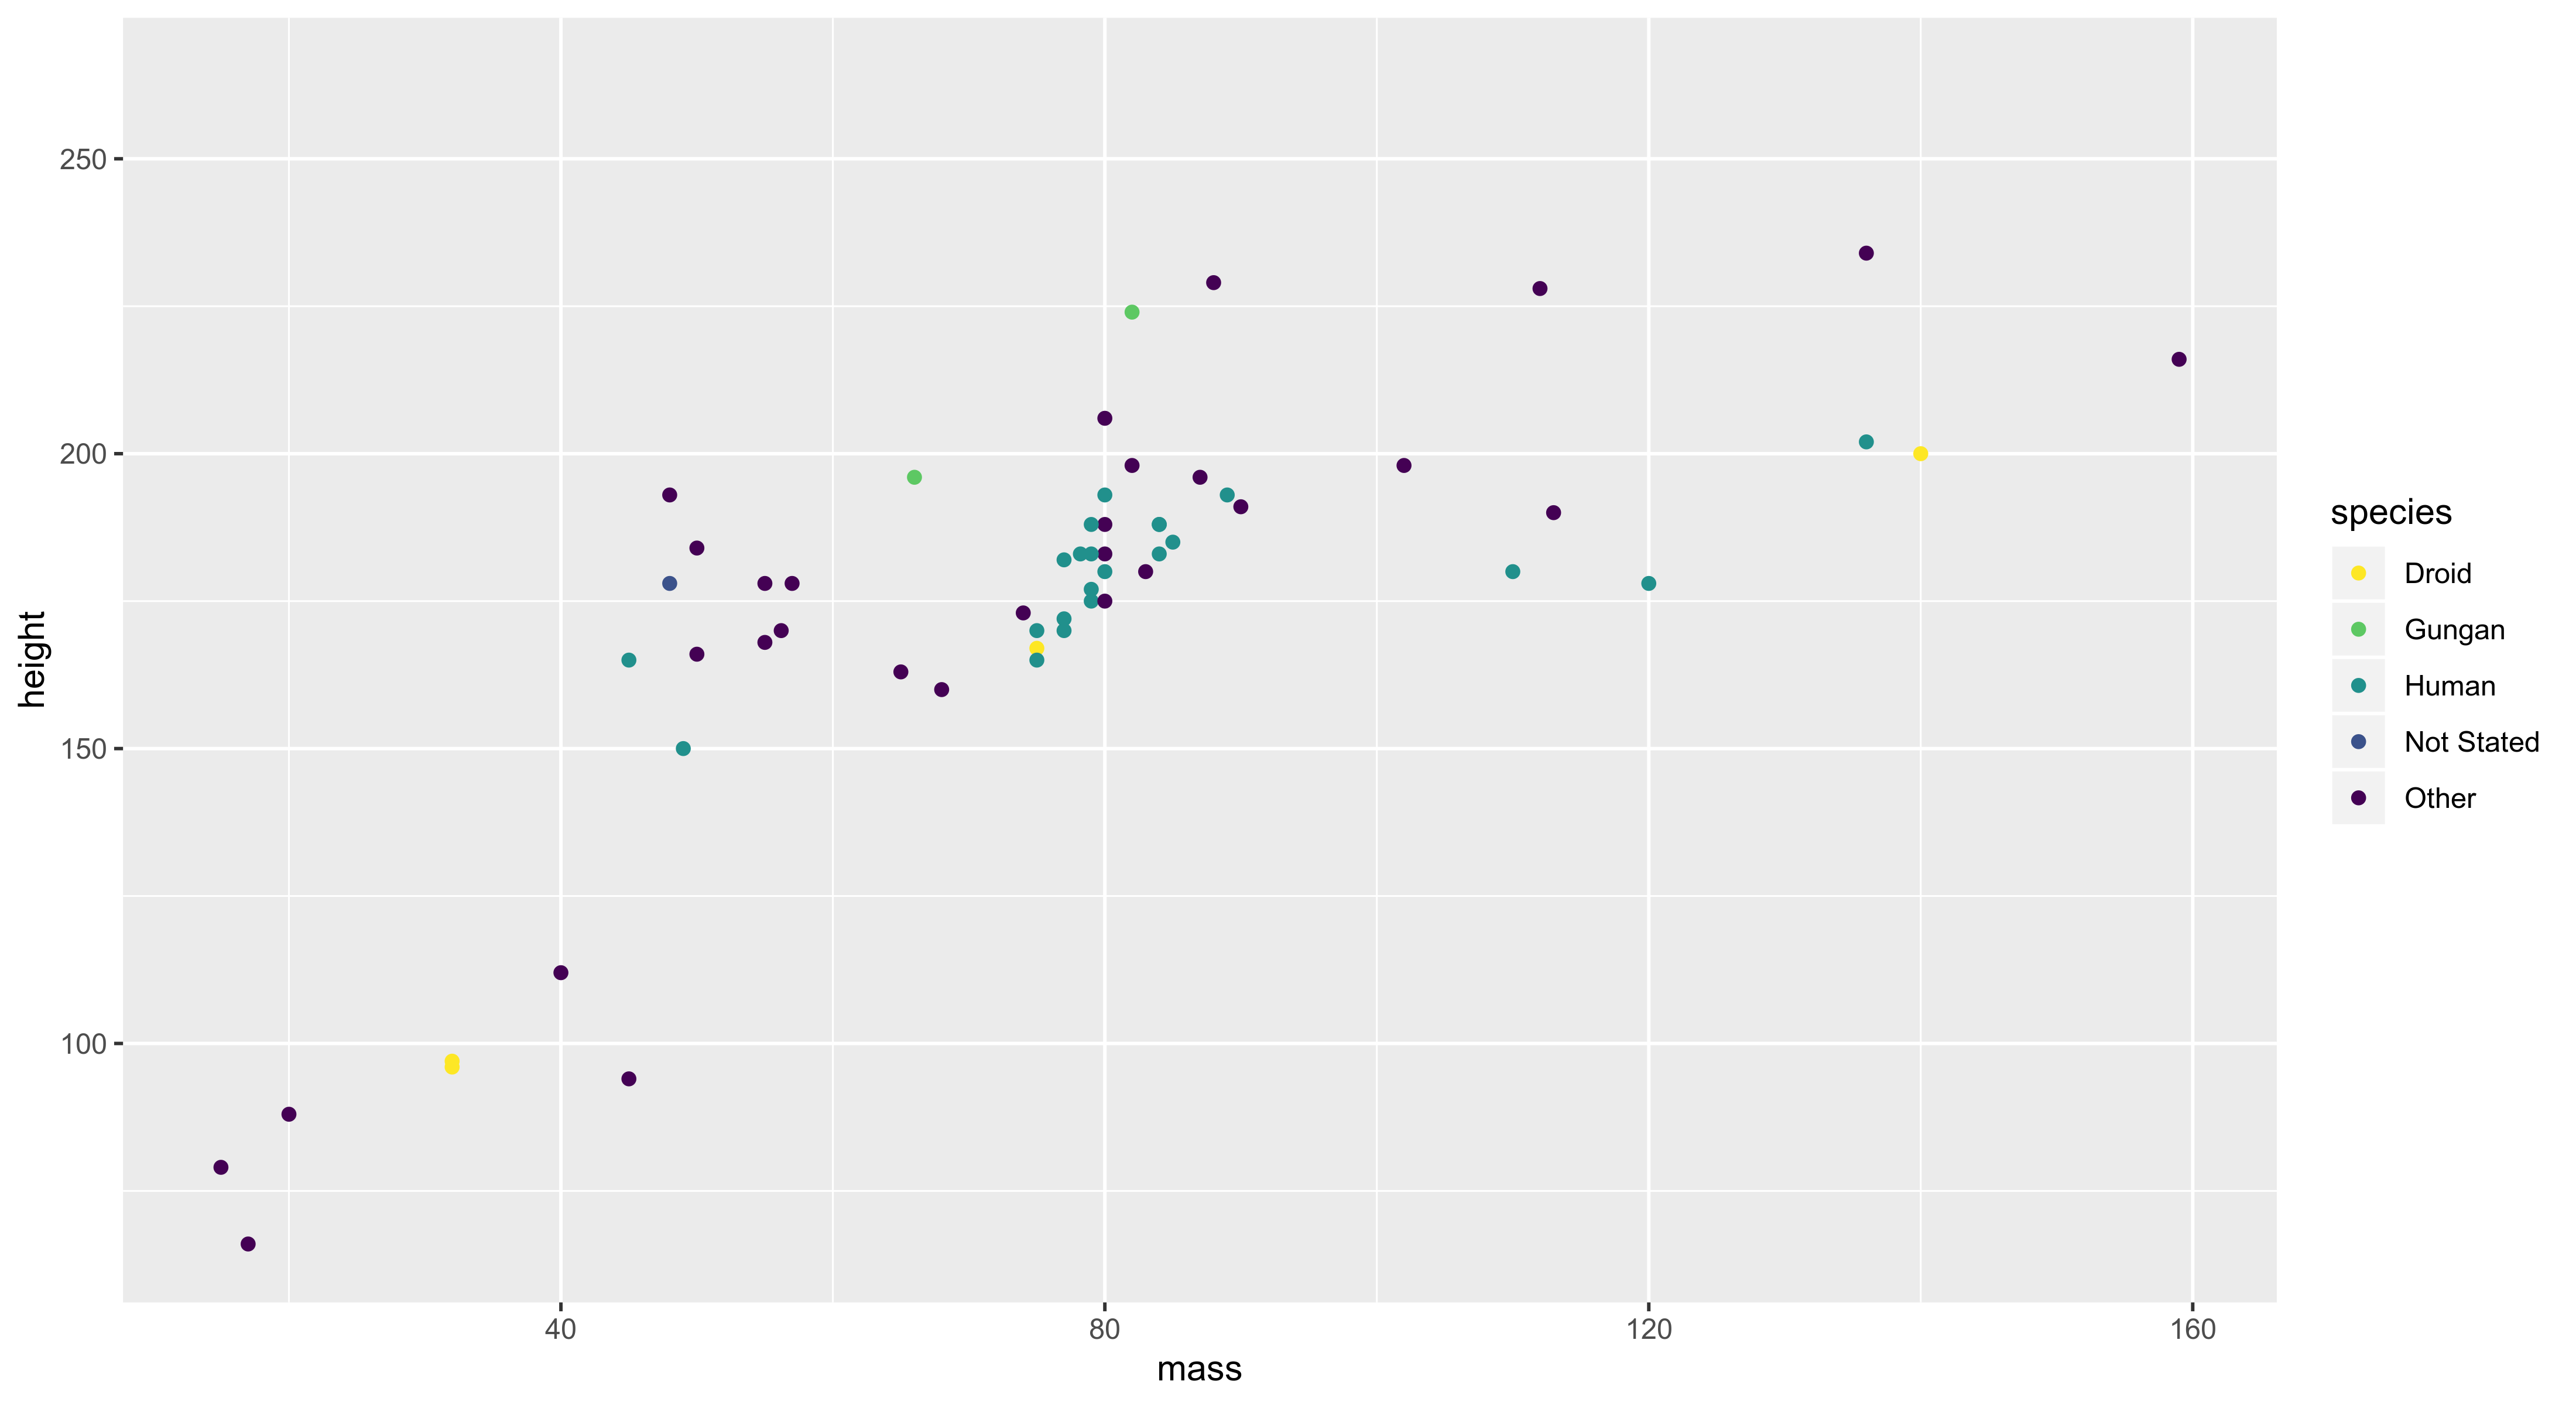 250
200
150
100
height
40 80 120 160
mass
species
Droid
Gungan
Human
Not Stated
Other